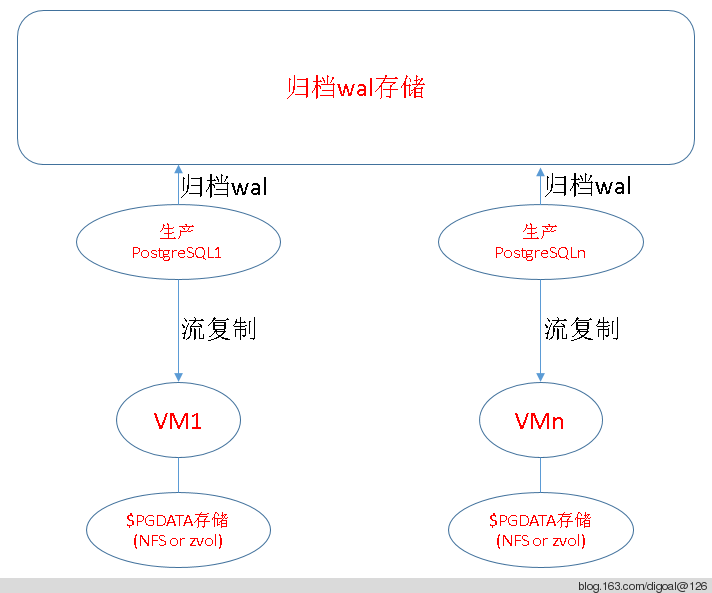 归档wal存储
归档wal
归档wal
生产
PostgreSQL1
生产
PostgreSQLn
流复制
流复制
VM1
VMn
$PGDATA存储
(NFS or zvol)
$PGDATA存储
(NFS or zvol)
blog.163.com/digoal@126